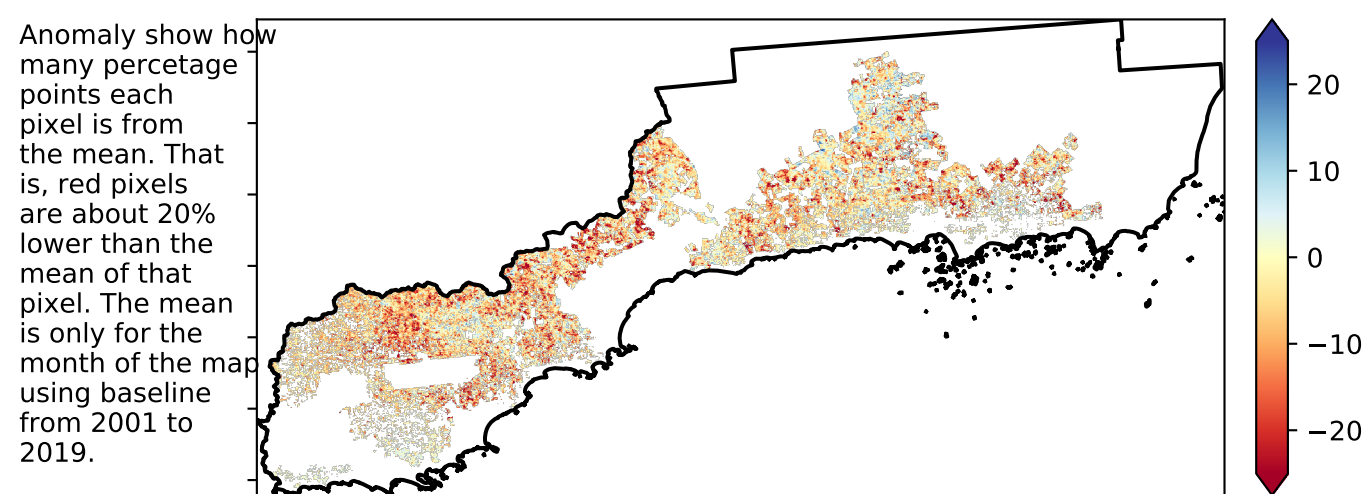 Anomaly show how
many percetage
points each
pixel is from
the mean. That
is, red pixels
are about 20%
lower than the
mean of that
pixel. The mean
is only for the
month of the map
using baseline
from 2001 to
2019.
20
10
0
−10
−20